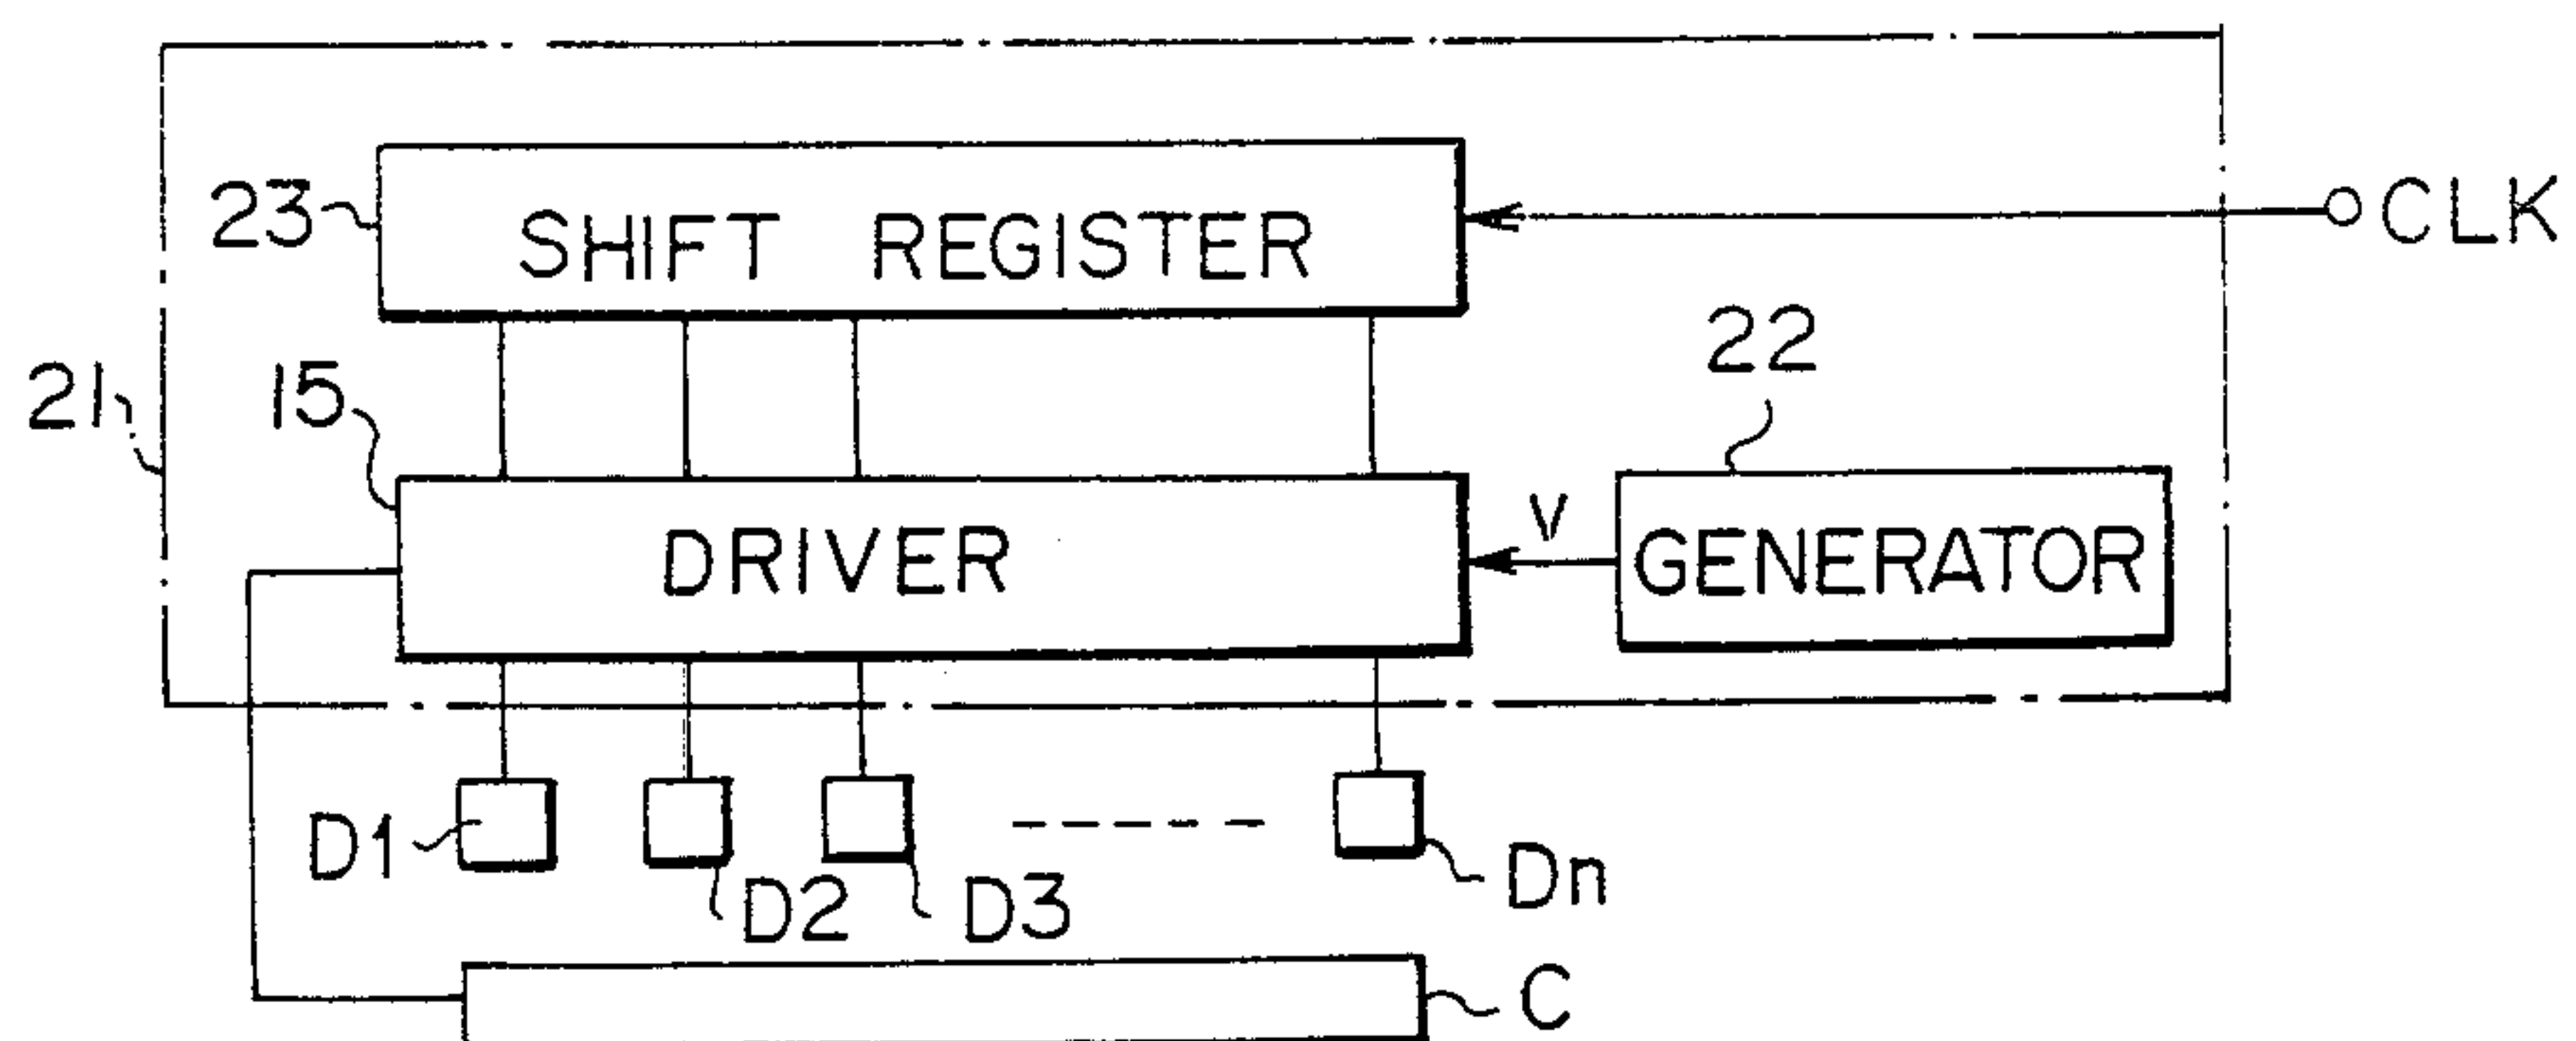 23
SHIFT REGISTER
CLK
22
21
15
DRIVER
V
GENERATOR
D1
D2
D3
Dn
C